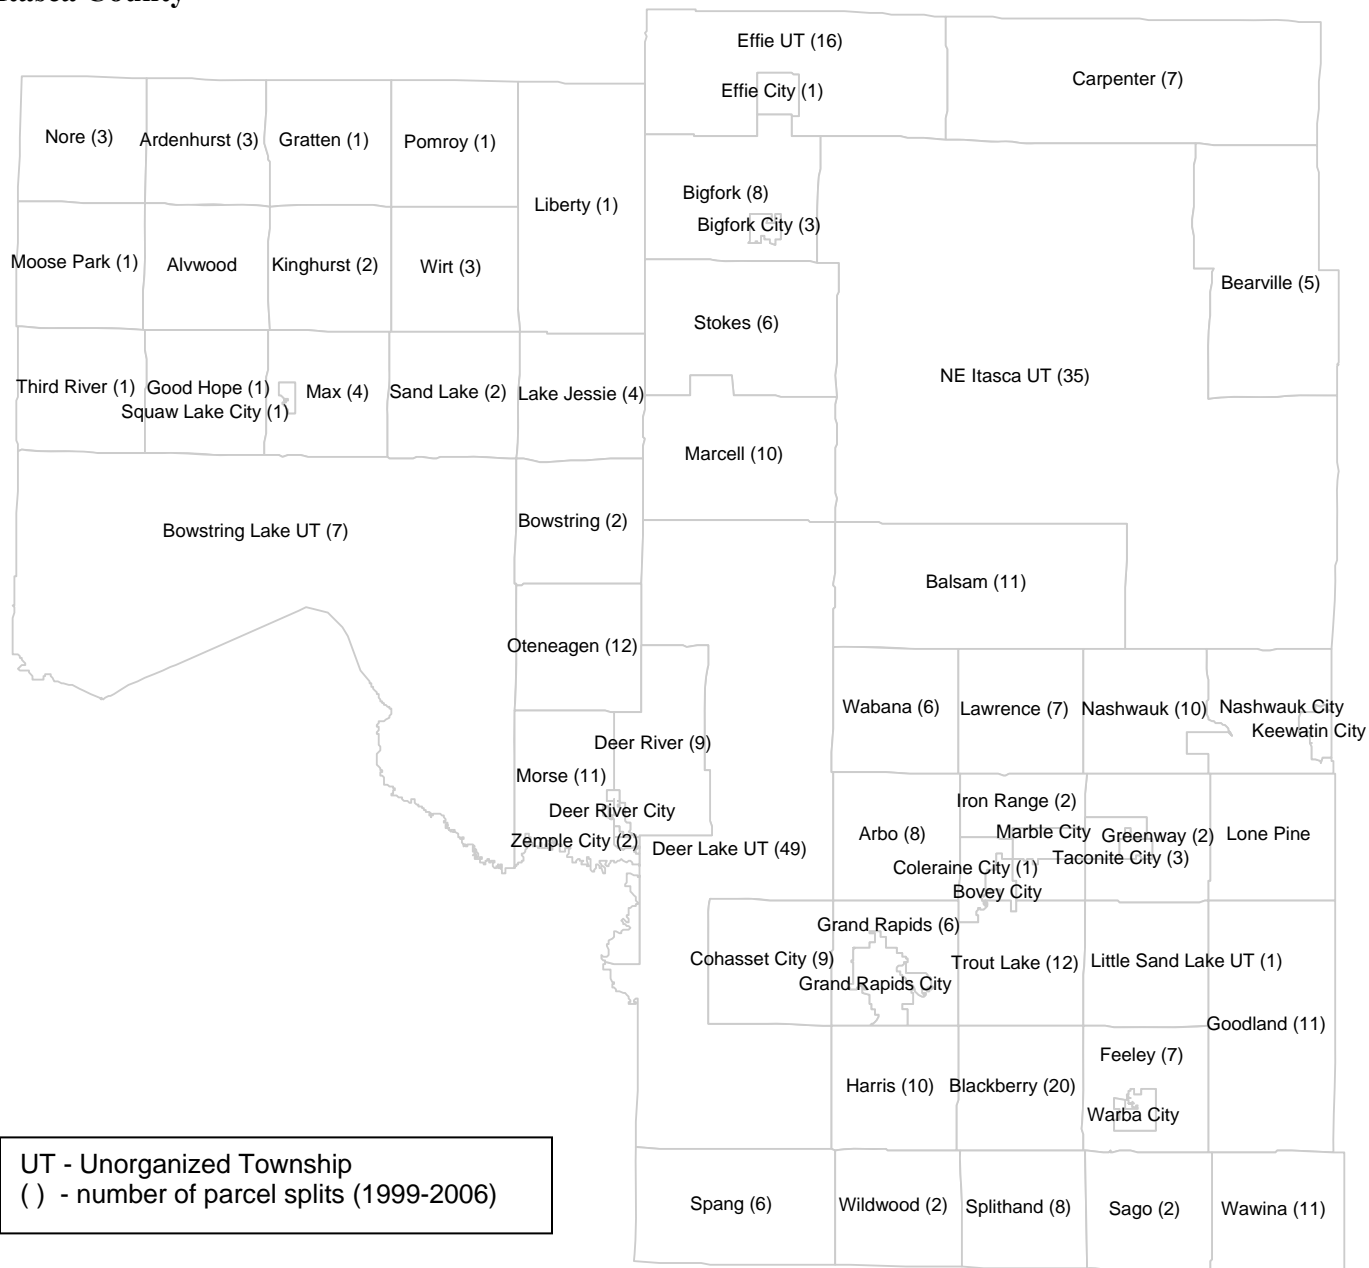 Itasca County
Effie UT (16)
Carpenter (7)
Effie City (1)
Nore (3)
Ardenhurst (3)
Gratten (1)
Pomroy (1)
Liberty (1)
Bigfork (8)
Bigfork City (3)
Moose Park (1)
Alvwood
Kinghurst (2)
Wirt (3)
Bearville (5)
Stokes (6)
NE Itasca UT (35)
Third River (1)
Good Hope (1)
Squaw Lake City (1)
Max (4)
Sand Lake (2)
Lake Jessie (4)
Marcell (10)
Bowstring Lake UT (7)
Bowstring (2)
Balsam (11)
Oteneagen (12)
Wabana (6)
Lawrence (7)
Nashwauk (10)
Nashwauk City
Keewatin City
Deer River (9)
Morse (11)
Deer River City
Zemple City (2)
Deer Lake UT (49)
Arbo (8)
Iron Range (2)
Marble City
Greenway (2)
Lone Pine
Taconite City (3)
Coleraine City (1)
Bovey City
Grand Rapids (6)
Cohasset City (9)
Grand Rapids City
Trout Lake (12)
Little Sand Lake UT (1)
Goodland (11)
Feeley (7)
Harris (10)
Blackberry (20)
Warba City
UT - Unorganized Township
( ) - number of parcel splits (1999-2006)
Spang (6)
Wildwood (2)
Splithand (8)
Sago (2)
Wawina (11)